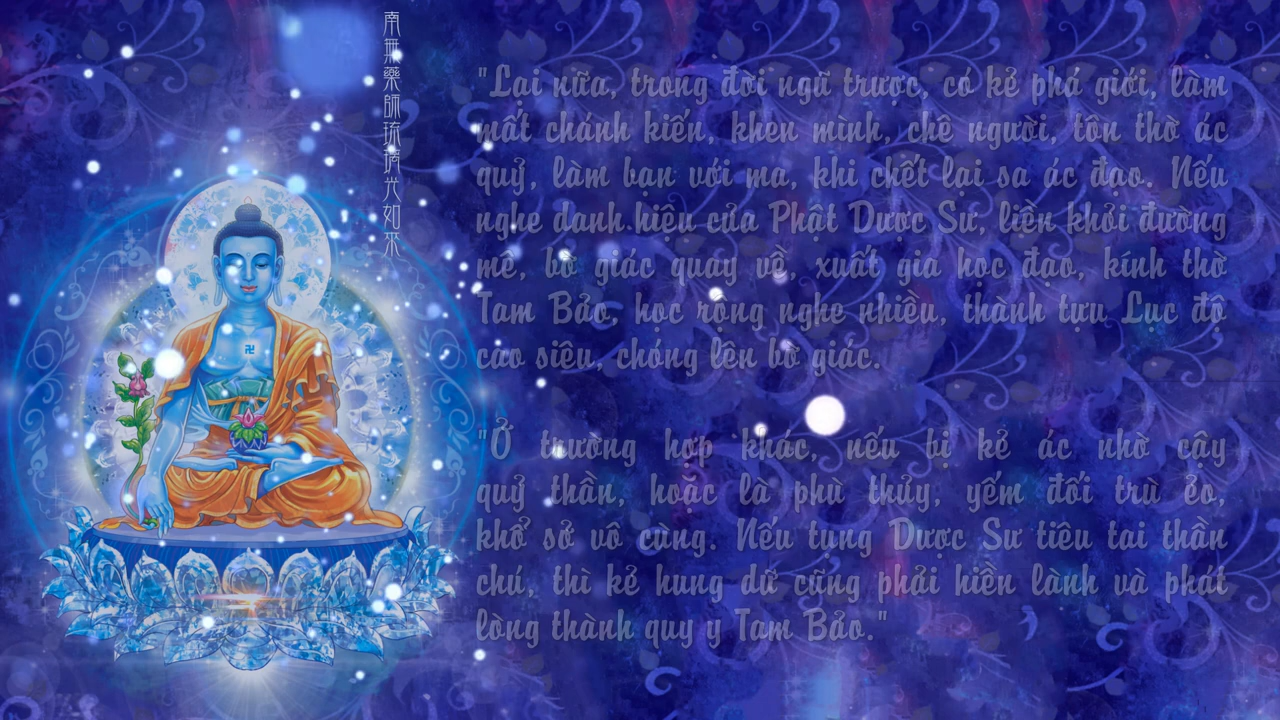 南無藥師琉璃光如來
"Lại nữa, trong đời ngũ trược, có kẻ phá giới, làm
mất chánh kiến, khen mình, chê người, tôn thờ ác
quỷ, làm bạn với ma, khi chết lại sa ác đạo. Nếu
nghe danh hiệu của Phật Dược Sư, liền khỏi đường
mê, bờ giác quay về, xuất gia học đạo, kính thờ
Tam Bảo, học rộng nghe nhiều, thành tựu Lục độ
cao siêu, chóng lên bờ giác.
"Ở trường hợp khác, nếu bị kẻ ác nhờ cậy
quỷ thần, hoặc là phù thủy, yếm đối trù ẻo,
khổ sở vô cùng. Nếu tụng Dược Sư tiêu tai thần
chú, thì kẻ hung dữ cũng phải hiền lành và phát
lòng thành quy y Tam Bảo."